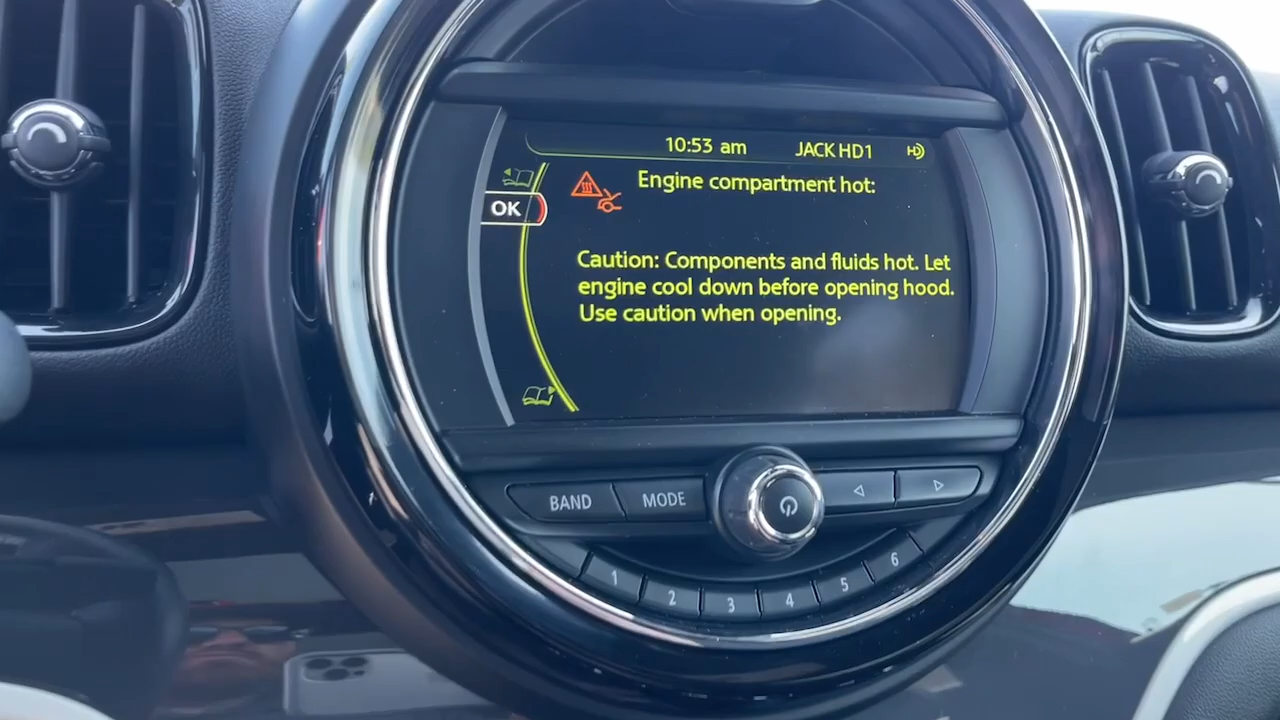 10:53 am JACK HD1 HD
Engine compartment hot:
OK
Caution: Components and fluids hot. Let
engine cool down before opening hood.
Use caution when opening.
BAND MODE
1 2 3 4 5 6